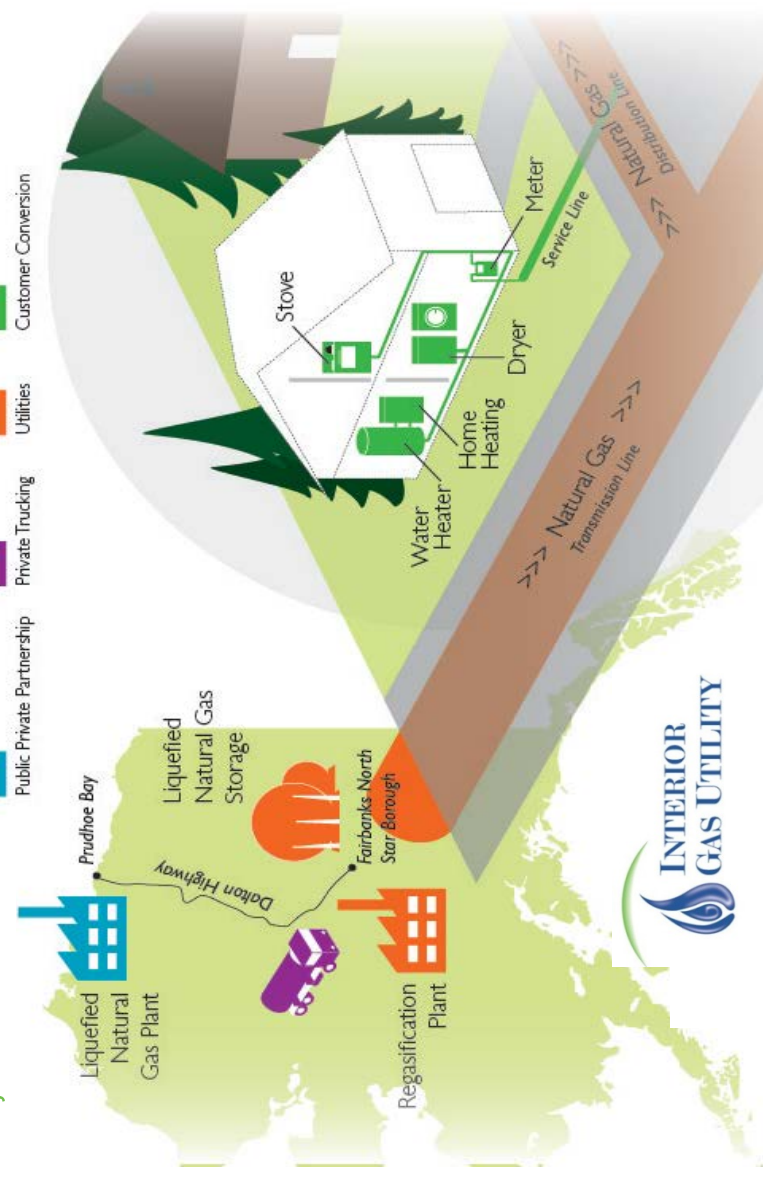 Public Private Partnership
Private Trucking
Utilities
Customer Conversion
Prudhoe Bay
Liquefied
Natural
Gas Plant
Dalton Highway
Liquefied
Natural Gas
Storage
Fairbanks North
Star Borough
Regasification
Plant
Stove
Water
Heater
Home
Heating
Dryer
Meter
Service Line
>>> Natural Gas >>>
Transmission Line
>>> Natural Gas >>>
Distribution Line
INTERIOR
GAS UTILITY